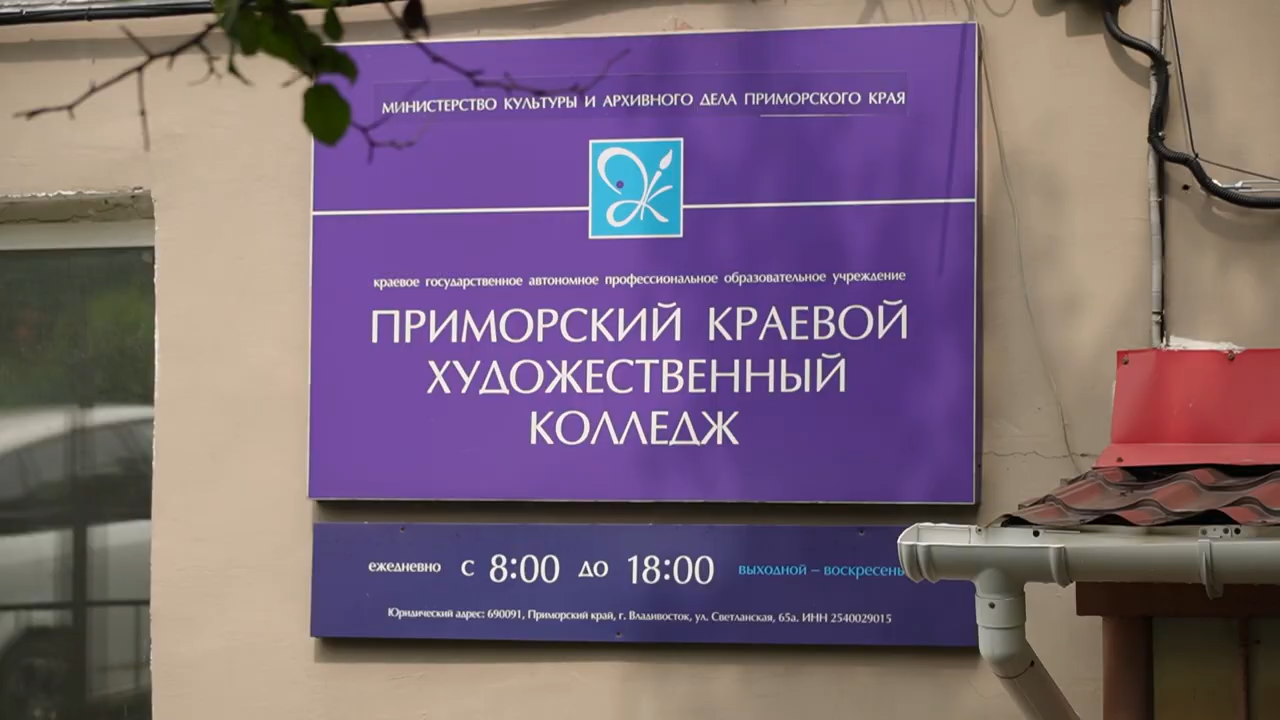 МИНИСТЕРСТВО КУЛЬТУРЫ И АРХИВНОГО ДЕЛА ПРИМОРСКОГО КРАЯ
краевое государственное автономное профессиональное образовательное учреждение
ПРИМОРСКИЙ КРАЕВОЙ
ХУДОЖЕСТВЕННЫЙ
КОЛЛЕДЖ
ежедневно с 8:00 до 18:00 выходной – воскресень
Юридический адрес: 690091, Приморский край, г. Владивосток, ул. Светланская, 65а. ИНН 2540029015